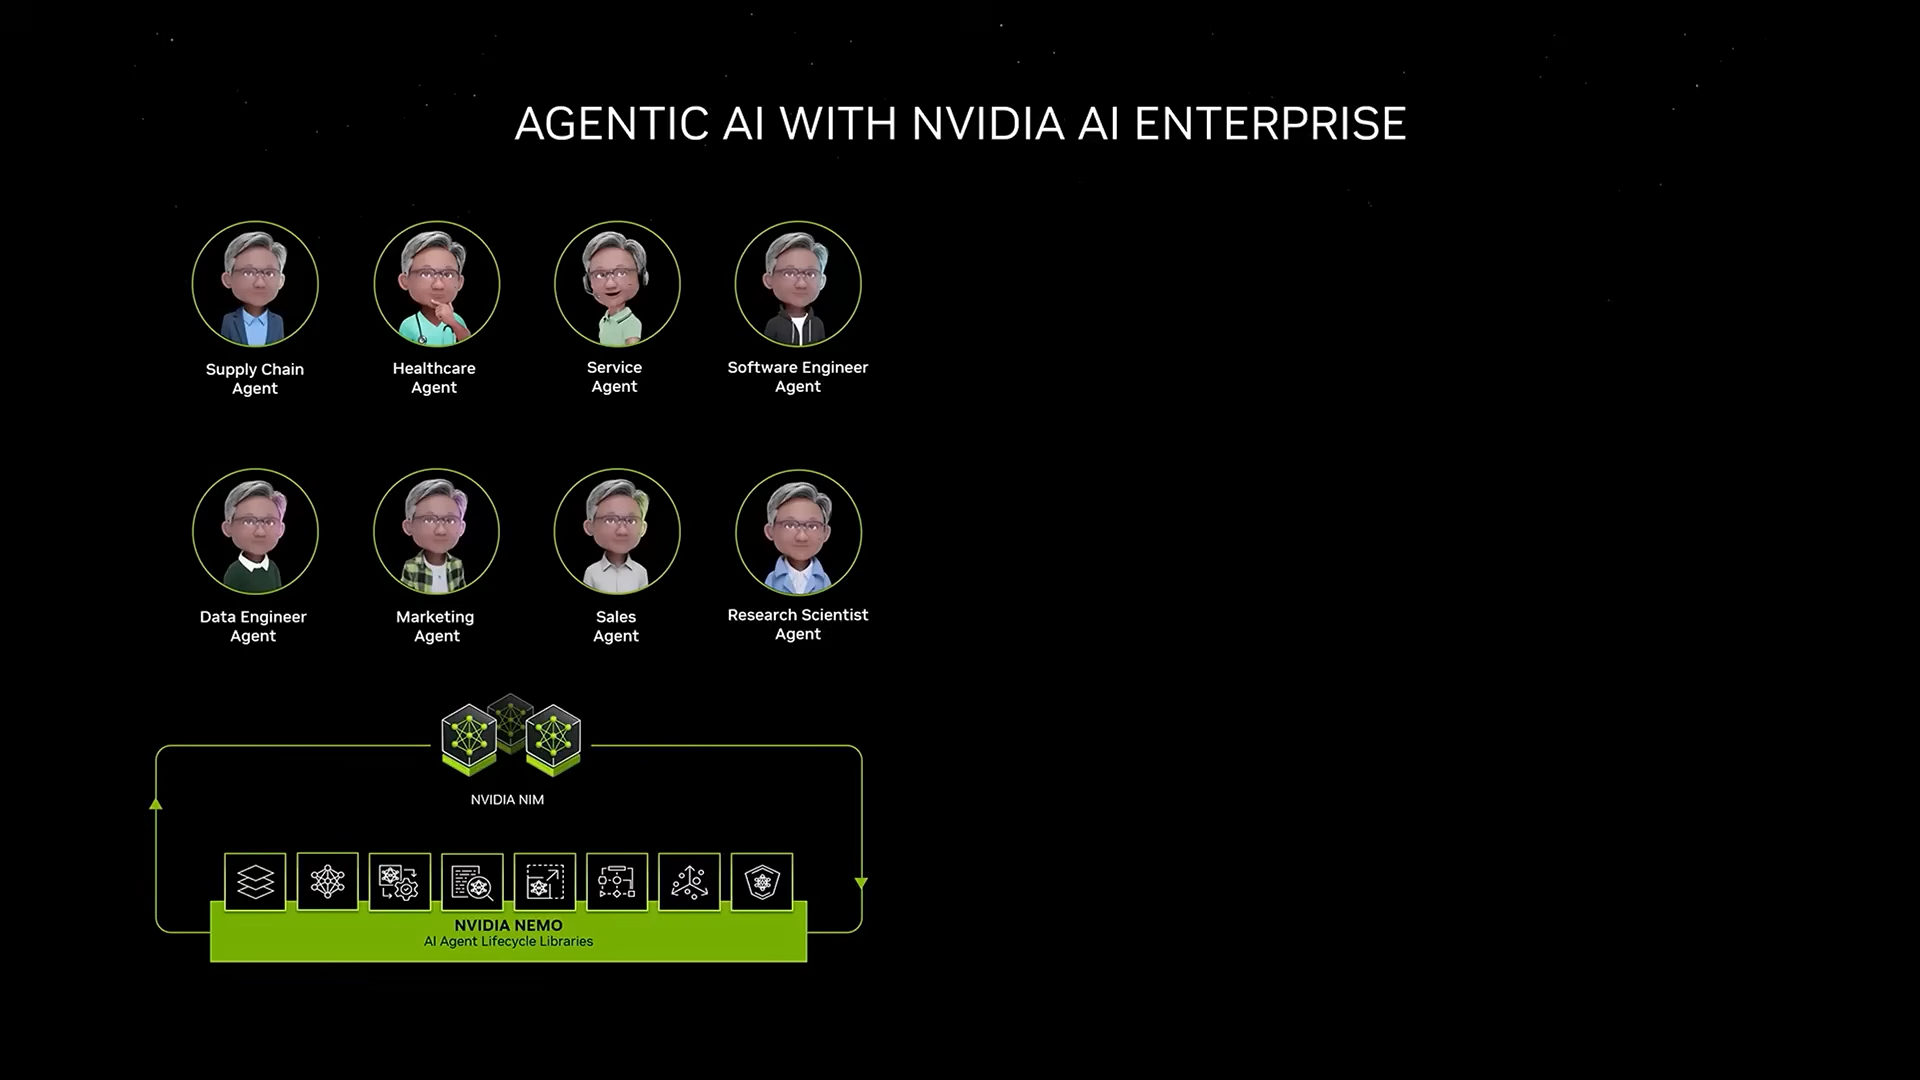 AGENTIC AI WITH NVIDIA AI ENTERPRISE
Supply Chain
Agent
Healthcare
Agent
Service
Agent
Software Engineer
Agent
Data Engineer
Agent
Marketing
Agent
Sales
Agent
Research Scientist
Agent
NVIDIA NIM
NVIDIA NEMO
AI Agent Lifecycle Libraries